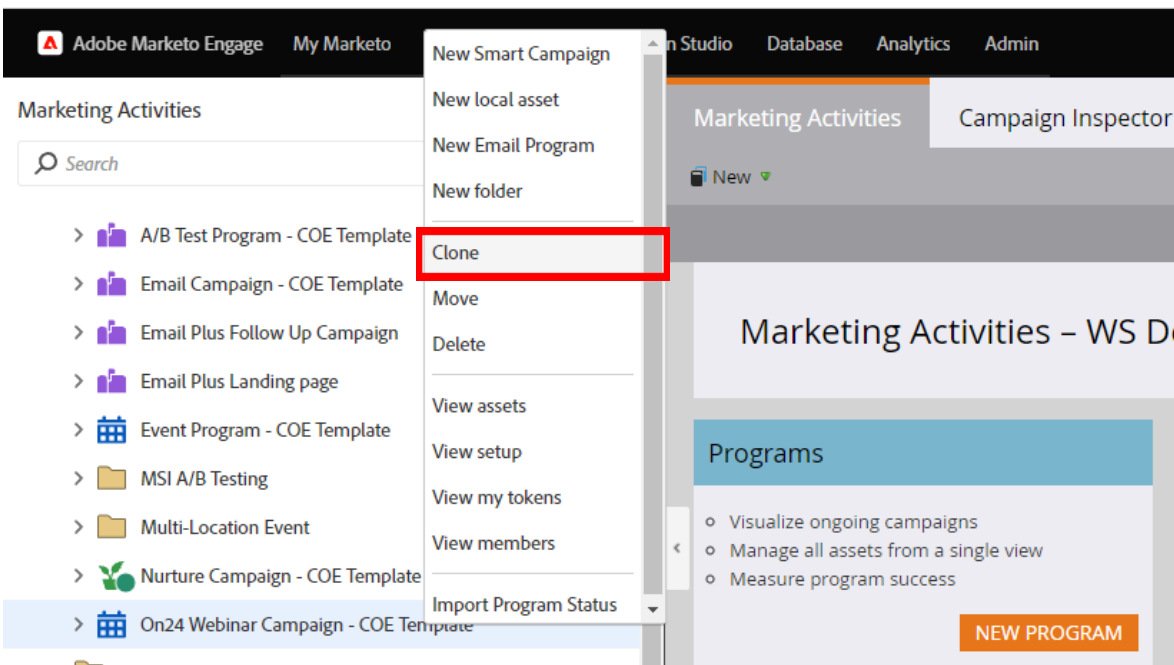 Adobe Marketo Engage
My Marketo
n Studio
Database
Analytics
Admin
Marketing Activities
Search
A/B Test Program - COE Template
Email Campaign - COE Template
Email Plus Follow Up Campaign
Email Plus Landing page
Event Program - COE Template
MSI A/B Testing
Multi-Location Event
Nurture Campaign - COE Template
On24 Webinar Campaign - COE Template
New Smart Campaign
New local asset
New Email Program
New folder
Clone
Move
Delete
View assets
View setup
View my tokens
View members
Import Program Status
Marketing Activities
Campaign Inspector
New
Marketing Activities – WS De
Programs
Visualize ongoing campaigns
Manage all assets from a single view
Measure program success
NEW PROGRAM